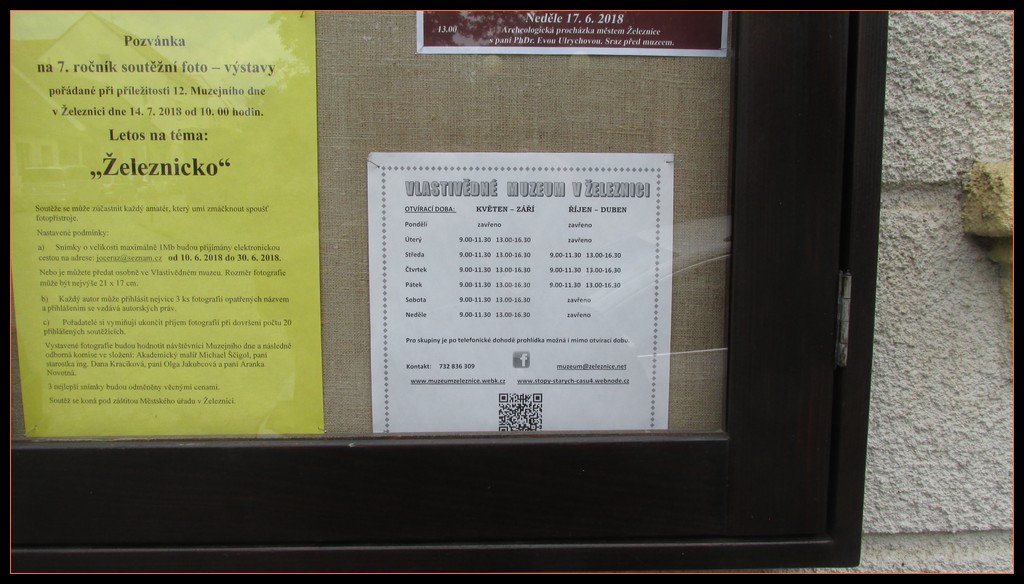 Pozvánka
na 7. ročník soutěžní foto – výstavy
pořádané při příležitosti 12. Muzejního dne
v Železnici dne 14. 7. 2018 od 10. 00 hodin.
Letos na téma:
„Železnicko“
Soutěže se může zúčastnit každý amatér, který umí zmáčknout spoušť
fotopřístroje.
Nastavené podmínky:
a) Snímky o velikosti maximálně 1Mb budou přijímány elektronickou
cestou na adrese: joceraz@seznam.cz od 10. 6. 2018 do 30. 6. 2018.
Nebo je můžete předat osobně ve Vlastivědném muzeu. Rozměr fotografie
může být nejvýše 21 x 17 cm.
b) Každý autor může přihlásit nejvíce 3 ks fotografií opatřených názvem
a přihlášením se vzdává autorských práv.
c) Pořadatelé si vymiňují ukončit příjem fotografií při dovršení počtu 20
přihlášených soutěžících.
Vystavené fotografie budou hodnotit návštěvníci Muzejního dne a následně
odborná komise ve složení: Akademický malíř Michael Ščigol, paní
starostka ing. Dana Kracíková, paní Olga Jakubcová a paní Aranka
Novotná.
3 nejlepší snímky budou odměněny věcnými cenami.
Soutěž se koná pod záštitou Městského úřadu v Železnici.
Neděle 17. 6. 2018
13.00 Archeologická procházka městem Železnice
s paní PhDr. Evou Ulrychovou. Sraz před muzeem.
VLASTIVĚDNÉ MUZEUM V ŽELEZNICI
OTVÍRACÍ DOBA: KVĚTEN – ZÁŘÍ ŘÍJEN – DUBEN
Pondělí zavřeno zavřeno
Úterý 9.00-11.30 13.00-16.30 zavřeno
Středa 9.00-11.30 13.00-16.30 9.00-11.30 13.00-16.30
Čtvrtek 9.00-11.30 13.00-16.30 9.00-11.30 13.00-16.30
Pátek 9.00-11.30 13.00-16.30 9.00-11.30 13.00-16.30
Sobota 9.00-11.30 13.00-16.30 zavřeno
Neděle 9.00-11.30 13.00-16.30 zavřeno
Pro skupiny je po telefonické dohodě prohlídka možná i mimo otvírací dobu.
f
Kontakt: 732 836 309 muzeum@zeleznice.net
www.muzeumzeleznice.webk.cz www.stopy-starych-casu4.webnode.cz